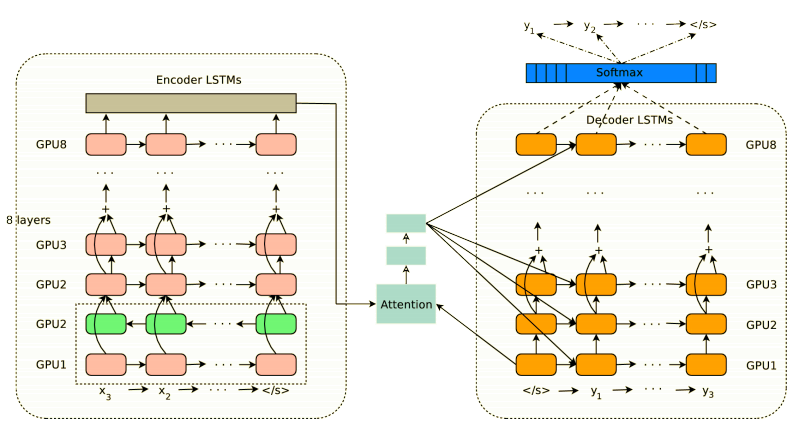 y1 y2 ... </s>
Softmax
Encoder LSTMs
Decoder LSTMs
GPU8
...
...
...
...
8 layers
+
+
+
GPU3
...
GPU2
...
GPU2
...
GPU1
...
x3 x2 ... </s>
Attention
GPU8
...
...
...
...
+
+
+
GPU3
...
GPU2
...
GPU1
...
</s> y1 ... y3